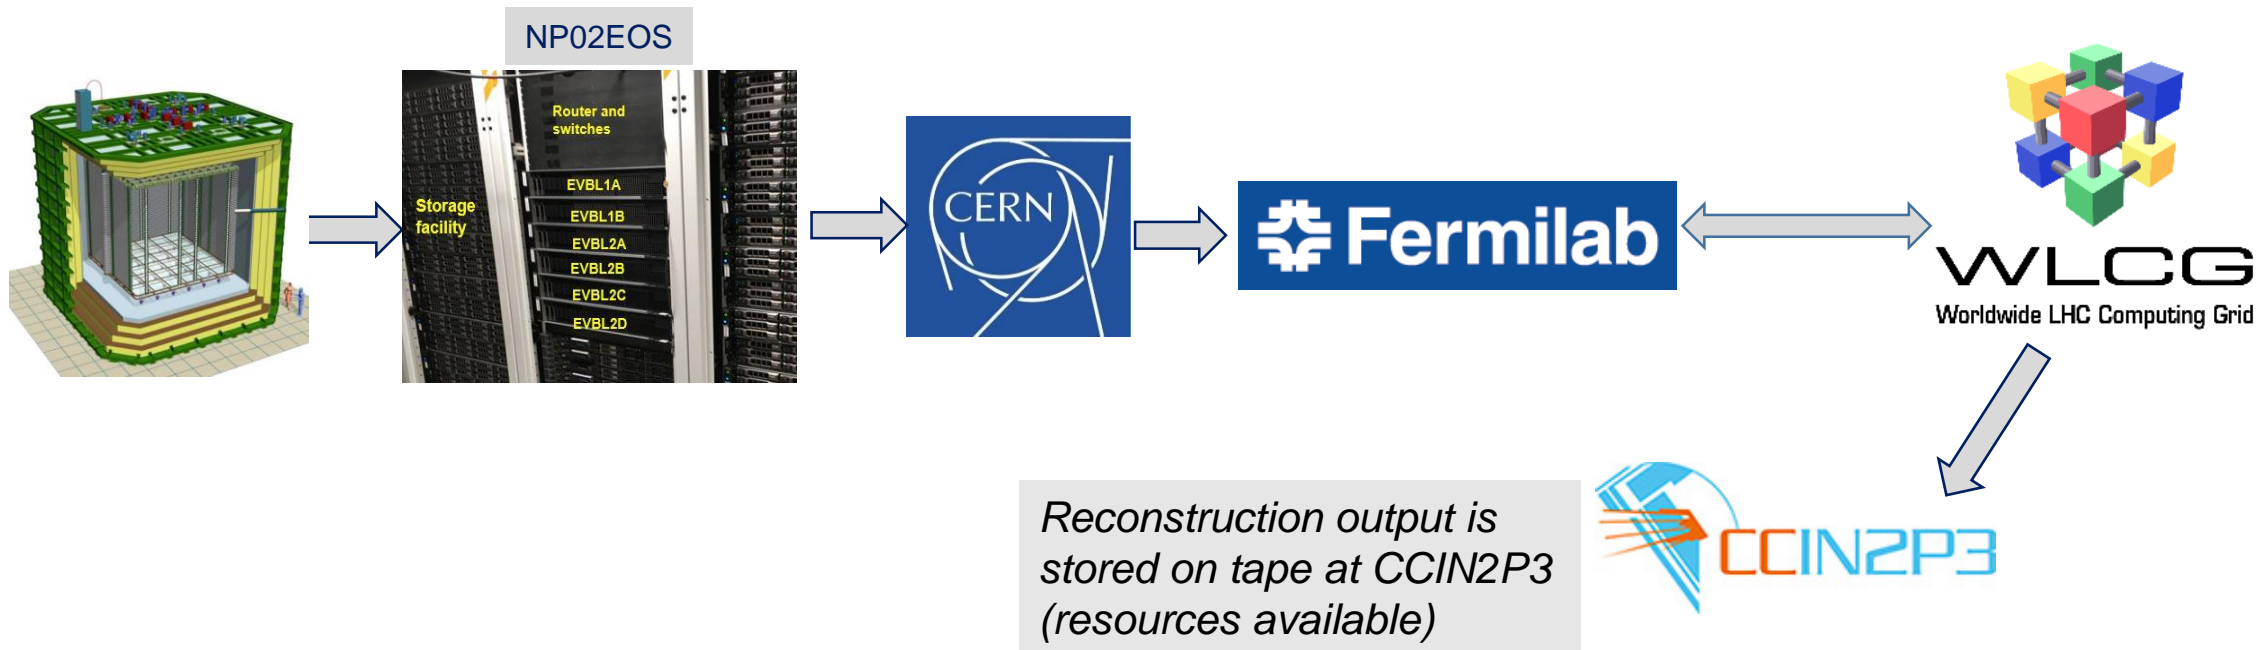 NP02EOS
Router and
switches
Storage
facility
EVBL1A
EVBL1B
EVBL2A
EVBL2B
EVBL2C
EVBL2D
CERN
Fermilab
WLCG
Worldwide LHC Computing Grid
Reconstruction output is
stored on tape at CCIN2P3
(resources available)
CCIN2P3